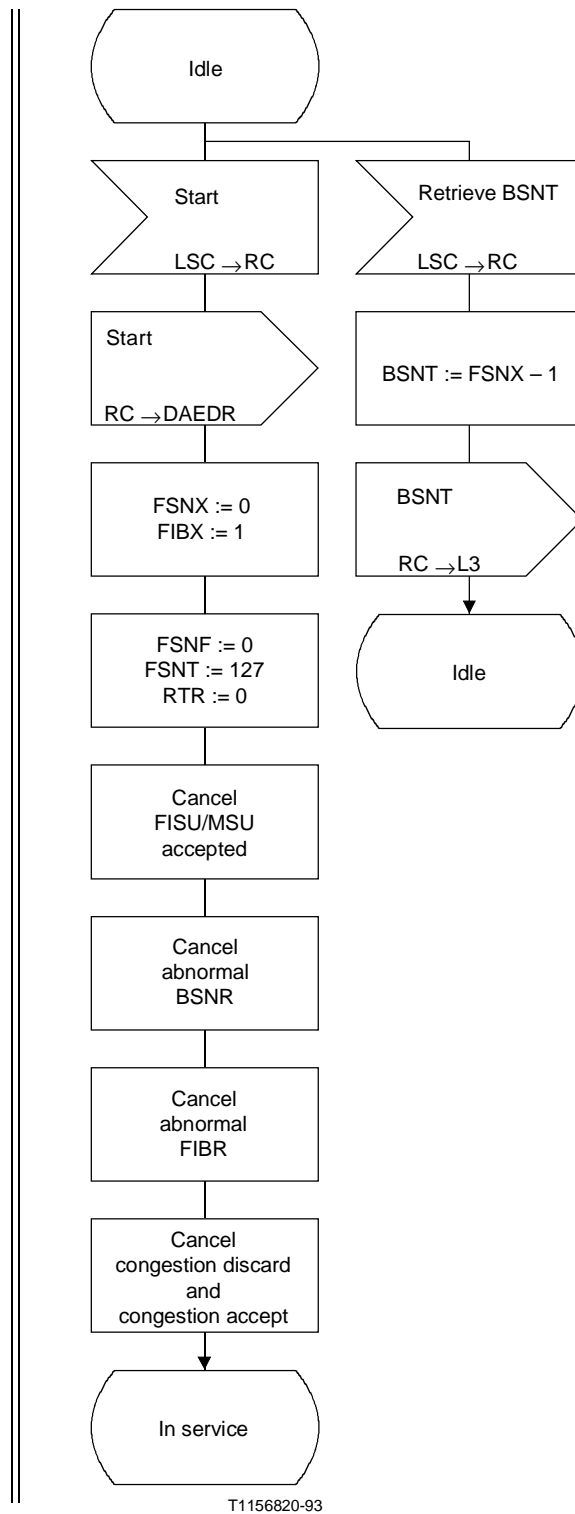 Idle
Start
LSC → RC
Start
RC → DAEDR
FSNX := 0
FIBX := 1
FSNF := 0
FSNT := 127
RTR := 0
Cancel
FISU/MSU
accepted
Cancel
abnormal
BSNR
Cancel
abnormal
FIBR
Cancel
congestion discard
and
congestion accept
In service
Retrieve BSNT
LSC → RC
BSNT := FSNX – 1
BSNT
RC → L3
Idle
T1156820-93